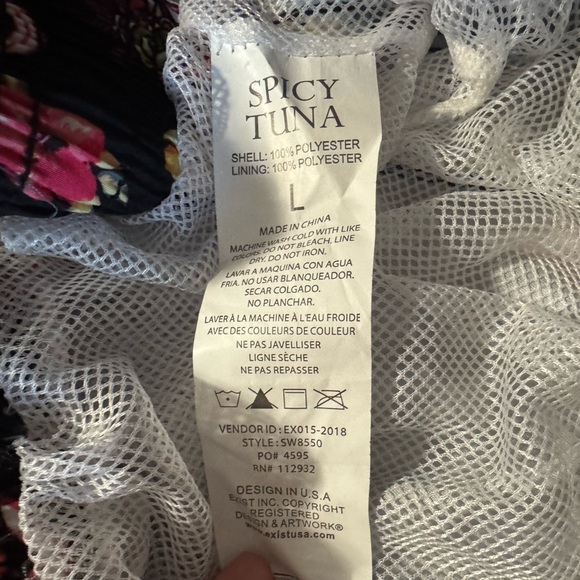 SPICY
TUNA
SHELL: 100% POLYESTER
LINING: 100% POLYESTER
L
MADE IN CHINA
MACHINE WASH COLD WITH LIKE
COLORS. DO NOT BLEACH. LINE
DRY. DO NOT IRON.
LAVAR A MAQUINA CON AGUA
FRIA. NO USAR BLANQUEADOR.
SECAR COLGADO.
NO PLANCHAR.
LAVER À LA MACHINE À L'EAU FROIDE
AVEC DES COULEURS DE COULEUR
NE PAS JAVELLISER
LIGNE SÈCHE
NE PAS REPASSER
VENDOR ID: EX015-2018
STYLE: SW8550
PO# 4595
RN# 112932
DESIGN IN U.S.A
EXIST INC. COPYRIGHT
REGISTERED
& ARTWORK®
.existusa.com